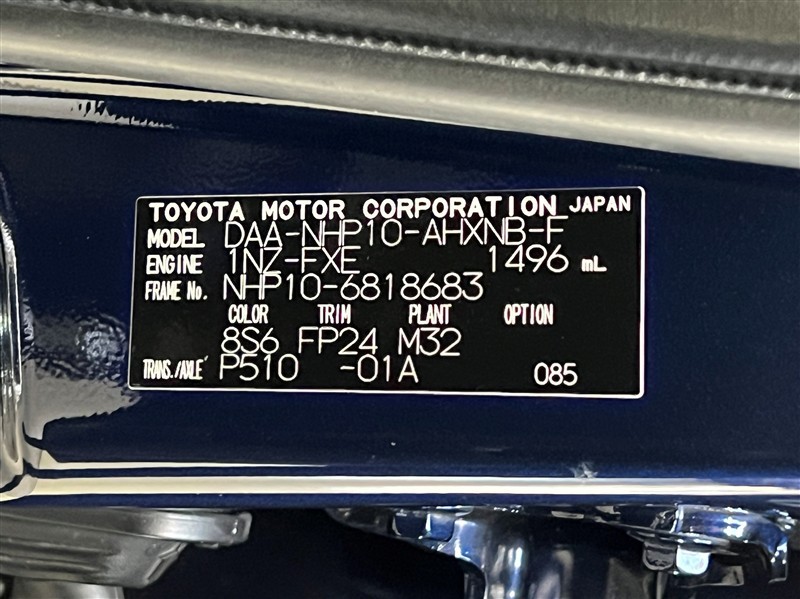 TOYOTA MOTOR CORPORATION JAPAN
MODEL DAA-NHP10-AHXNB-F
ENGINE 1NZ-FXE 1496 mL
FRAME No. NHP10-6818683
COLOR TRIM PLANT OPTION
8S6 FP24 M32
TRANS./AXLE P510 -01A 085